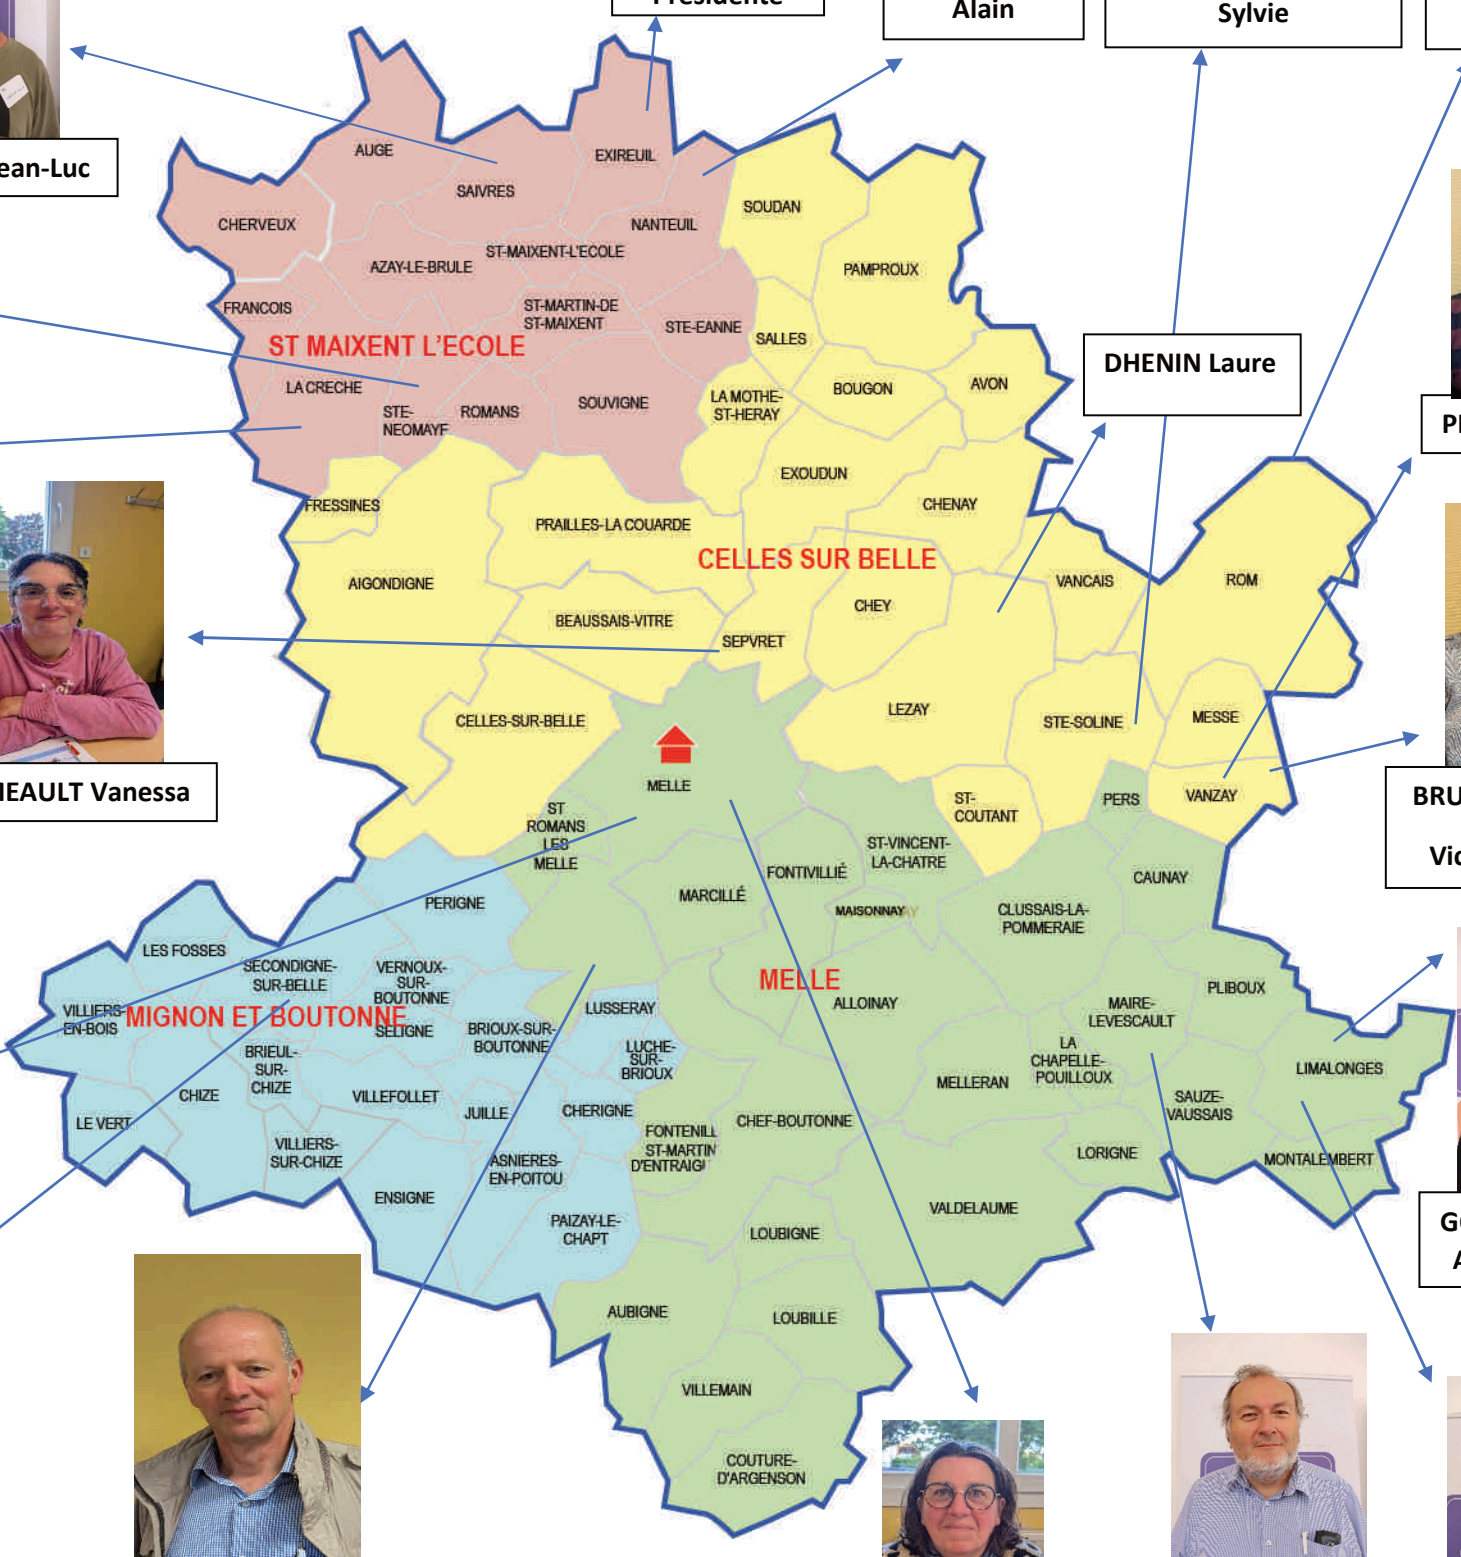 Présidente
Alain
Sylvie
ean-Luc
AUGE
EXIREUIL
SAIVRES
SOUDAN
CHERVEUX
NANTEUIL
ST-MAIXENT-L'ECOLE
AZAY-LE-BRULE
PAMPROUX
FRANCOIS
ST-MARTIN-DE
ST-MAIXENT
STE-EANNE
SALLES
ST MAIXENT L'ECOLE
DHENIN Laure
LA CRECHE
BOUGON
AVON
LA MOTHE-
ST-HERAY
SOUVIGNE
STE-
NEOMAYE
ROMANS
EXOUDUN
CHENAY
FRESSINES
PRAILLES-LA COUARDE
CELLES SUR BELLE
AIGONDIGNE
VANCAIS
ROM
CHEY
BEAUSSAIS-VITRE
SEPVRET
CELLES-SUR-BELLE
LEZAY
STE-SOLINE
MESSE
EAULT Vanessa
MELLE
ST
ROMANS
LES
MELLE
ST-
COUTANT
PERS
VANZAY
BRU
Vic
ST-VINCENT-
LA-CHATRE
FONTIVILLIÉ
MARCILLÉ
CAUNAY
PERIGNE
MAISONNAY
CLUSSAIS-LA-
POMMERAIE
LES FOSSES
SECONDIGNE-
SUR-BELLE
VERNOUX-
SUR-
BOUTONNE
MELLE
PLIBOUX
VILLIERS-
EN-BOIS
MIGNON ET BOUTONNE
SELIGNE
LUSSERAY
ALLOINAY
MAIRE-
LEVESCAULT
BRIOUX-SUR-
BOUTONNE
LUCHE-
SUR-
BRIOUX
BRIEUL-
SUR-
CHIZE
LA
CHAPELLE-
POUILLOUX
LIMALONGES
CHIZE
VILLEFOLLET
MELLERAN
JUILLE
CHERIGNE
SAUZE-
VAUSSAIS
LE VERT
CHEF-BOUTONNE
FONTENILL
ST-MARTIN
D'ENTRAIGU
VILLIERS-
SUR-CHIZE
ASNIERES-
EN-POITOU
LORIGNE
MONTALEMBERT
ENSIGNE
VALDELAUME
PAIZAY-LE-
CHAPT
LOUBIGNE
AUBIGNE
LOUBILLE
VILLEMAIN
COUTURE-
D'ARGENSON